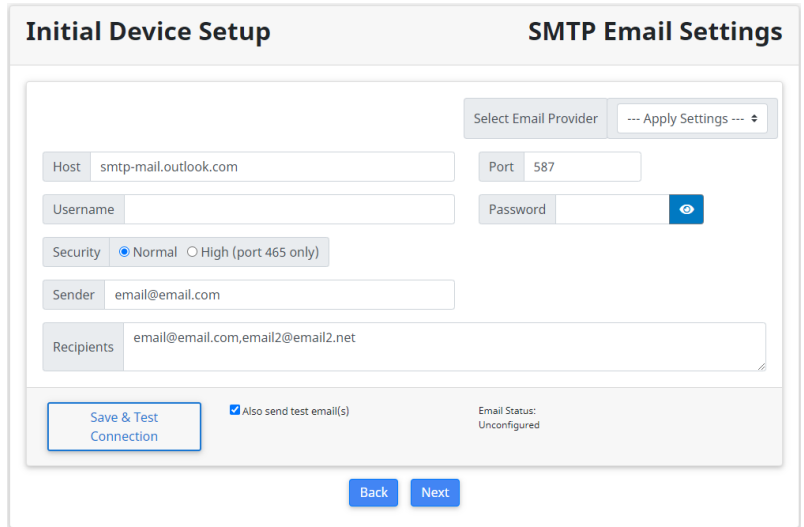 Initial Device Setup
SMTP Email Settings
Select Email Provider
--- Apply Settings ---
Host smtp-mail.outlook.com
Port 587
Username
Password
Security Normal High (port 465 only)
Sender email@email.com
Recipients email@email.com,email2@email2.net
Save & Test
Connection
Also send test email(s)
Email Status:
Unconfigured
Back
Next